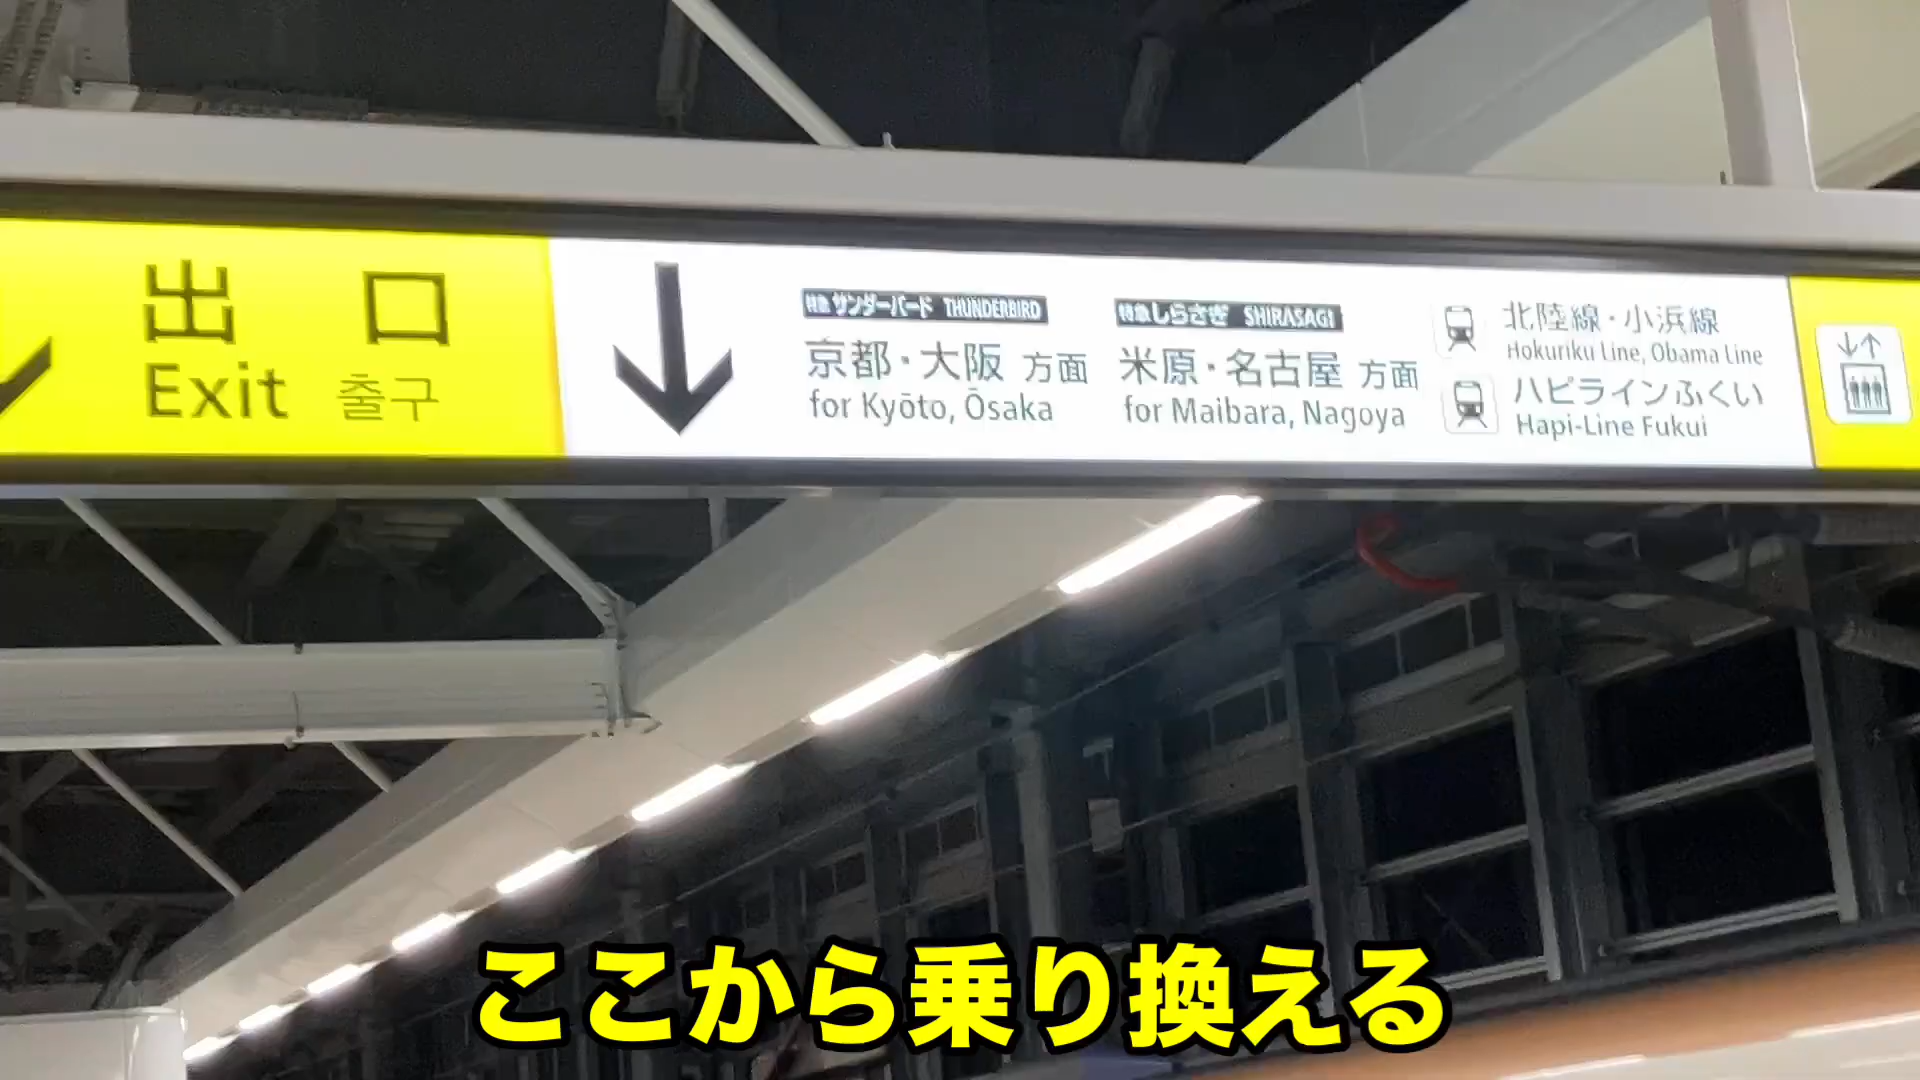 出口
Exit 출구
特急 サンダーバード THUNDERBIRD
京都・大阪 方面
for Kyōto, Ōsaka
特急 しらさぎ SHIRASAGI
米原・名古屋 方面
for Maibara, Nagoya
北陸線・小浜線
Hokuriku Line, Obama Line
ハピラインふくい
Hapi-Line Fukui
ここから乗り換える